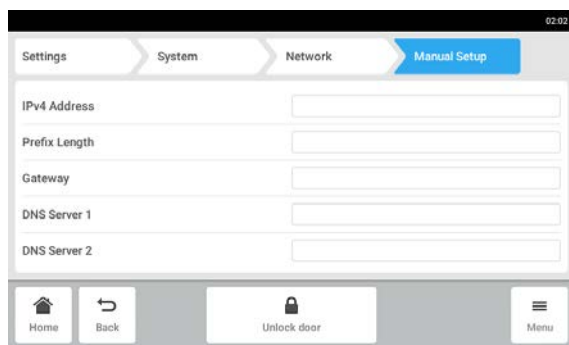 02:02
Settings System Network Manual Setup
IPv4 Address
Prefix Length
Gateway
DNS Server 1
DNS Server 2
Home Back Unlock door Menu